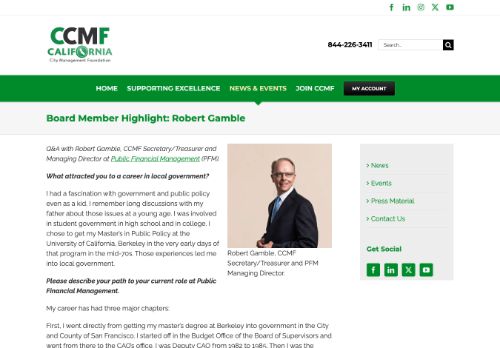 CCMF
CALIFORNIA
City Management Foundation
844-226-3411
Search...
HOME SUPPORTING EXCELLENCE NEWS & EVENTS JOIN CCMF MY ACCOUNT
Board Member Highlight: Robert Gamble
Q&A with Robert Gamble, CCMF Secretary/Treasurer and
Managing Director at Public Financial Management (PFM).
What attracted you to a career in local government?
I had a fascination with government and public policy
even as a kid. I remember long discussions with my
father about those issues at a young age. I was involved
in student government in high school and in college. I
chose to get my Master's in Public Policy at the
University of California, Berkeley in the very early days of
that program in the mid-70s. Those experiences led me
into local government.
Please describe your path to your current role at Public
Financial Management.
My career has had three major chapters:
First, I went directly from getting my master's degree at Berkeley into government in the City
and County of San Francisco. I started off in the Budget Office of the Board of Supervisors and
went from there to the CAO's office. I was Deputy CAO from 1982 to 1985. Then I was the
Robert Gamble, CCMF
Secretary/Treasurer and PFM
Managing Director.
> News
> Events
> Press Material
> Contact Us
Get Social